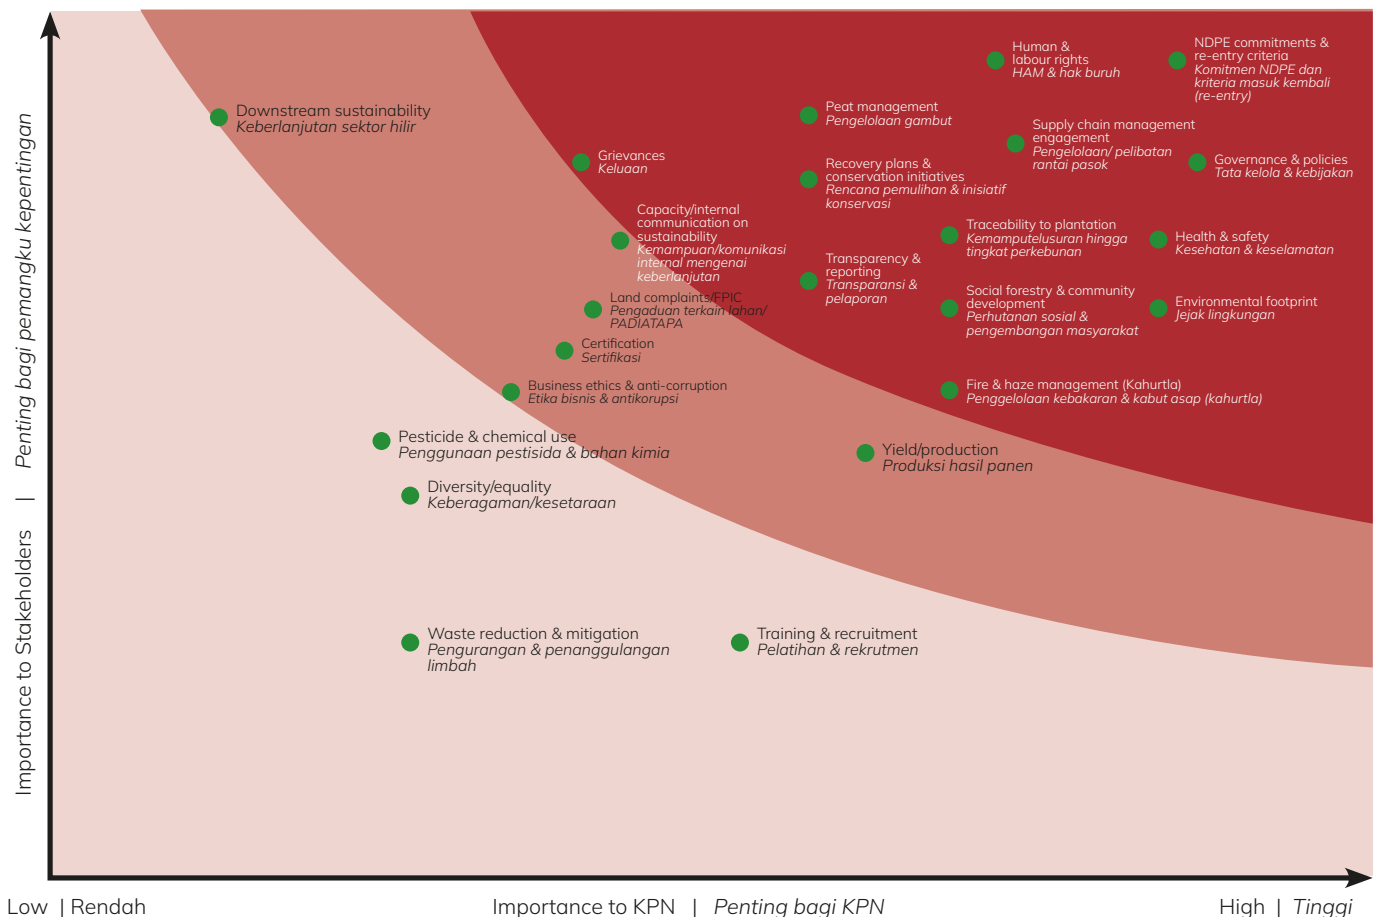 Human &
labour rights
HAM & hak buruh
NDPE commitments &
re-entry criteria
Komitmen NDPE dan
kriteria masuk kembali
(re-entry)
Downstream sustainability
Keberlanjutan sektor hilir
Peat management
Pengelolaan gambut
Supply chain management
engagement
Pengelolaan/ pelibatan
rantai pasok
Grievances
Keluaan
Recovery plans &
conservation initiatives
Rencana pemulihan & inisiatif
konservasi
Governance & policies
Tata kelola & kebijakan
Capacity/internal
communication on
sustainability
Kemampuan/komunikasi
internal mengenai
keberlanjutan
Traceability to plantation
Kemamputelusuran hingga
tingkat perkebunan
Health & safety
Kesehatan & keselamatan
Transparency &
reporting
Transparansi &
pelaporan
Land complaints/FPIC
Pengaduan terkain lahan/
PADIATAPA
Social forestry & community
development
Perhutanan sosial &
pengembangan masyarakat
Environmental footprint
Jejak lingkungan
Certification
Sertifikasi
Business ethics & anti-corruption
Etika bisnis & antikorupsi
Fire & haze management (Kahurtla)
Penggelolaan kebakaran & kabut asap (kahurtla)
Pesticide & chemical use
Penggunaan pestisida & bahan kimia
Yield/production
Produksi hasil panen
Diversity/equality
Keberagaman/kesetaraan
Waste reduction & mitigation
Pengurangan & penanggulangan
limbah
Training & recruitment
Pelatihan & rekrutmen
Importance to Stakeholders | Penting bagi pemangku kepentingan
Low | Rendah
Importance to KPN | Penting bagi KPN
High | Tinggi